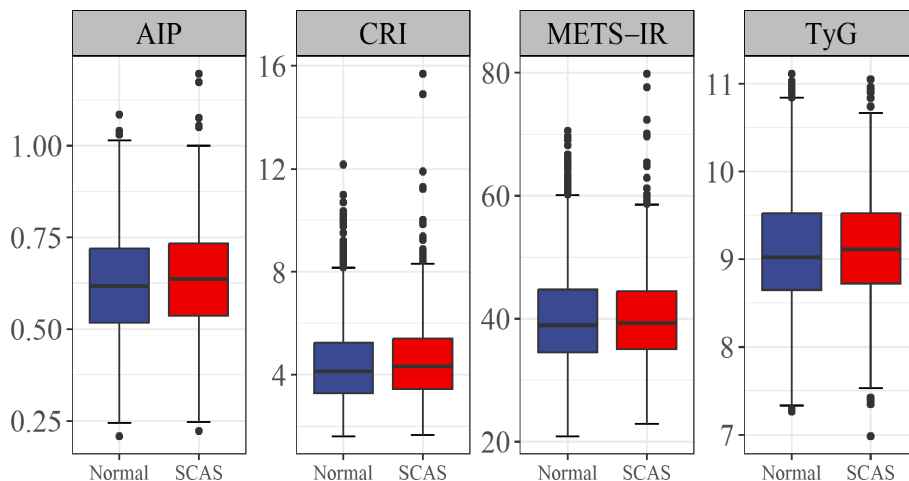 AIP
CRI
METS−IR
TyG
1.00
0.75
0.50
0.25
Normal
SCAS
16
12
8
4
Normal
SCAS
80
60
40
20
Normal
SCAS
11
10
9
8
7
Normal
SCAS